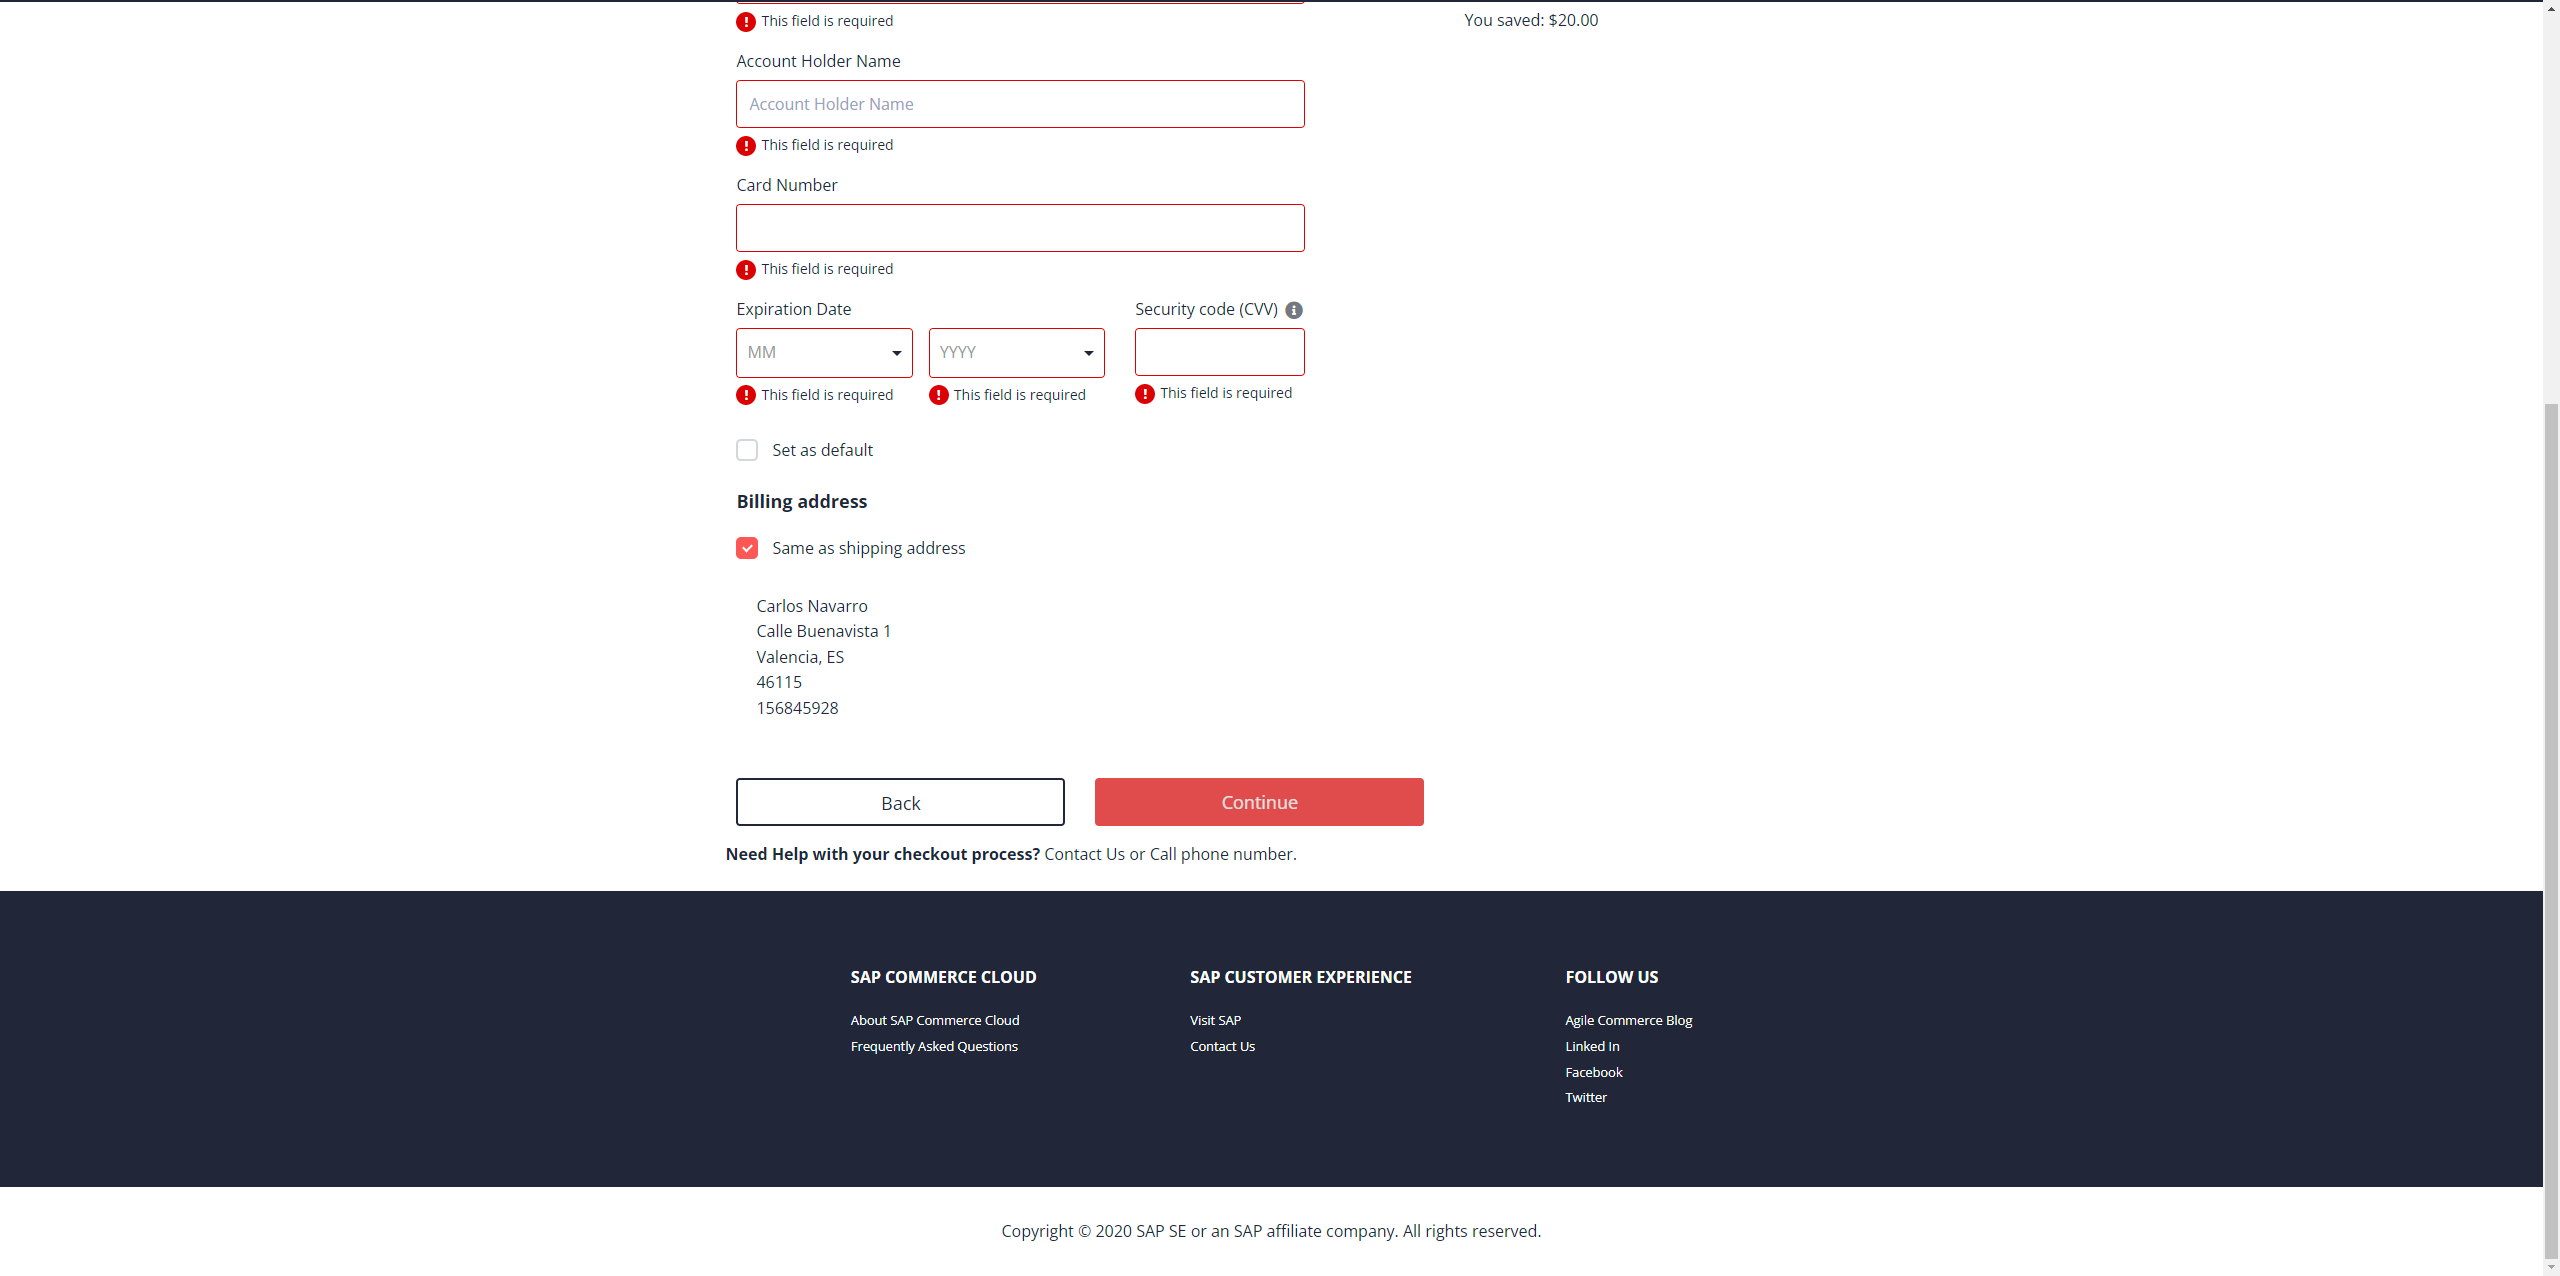 This field is required
You saved: $20.00
Account Holder Name
Account Holder Name
This field is required
Card Number
This field is required
Expiration Date
Security code (CVV)
MM
YYYY
This field is required
This field is required
This field is required
Set as default
Billing address
Same as shipping address
Carlos Navarro
Calle Buenavista 1
Valencia, ES
46115
156845928
Back
Continue
Need Help with your checkout process? Contact Us or Call phone number.
SAP COMMERCE CLOUD
About SAP Commerce Cloud
Frequently Asked Questions
SAP CUSTOMER EXPERIENCE
Visit SAP
Contact Us
FOLLOW US
Agile Commerce Blog
Linked In
Facebook
Twitter
Copyright © 2020 SAP SE or an SAP affiliate company. All rights reserved.